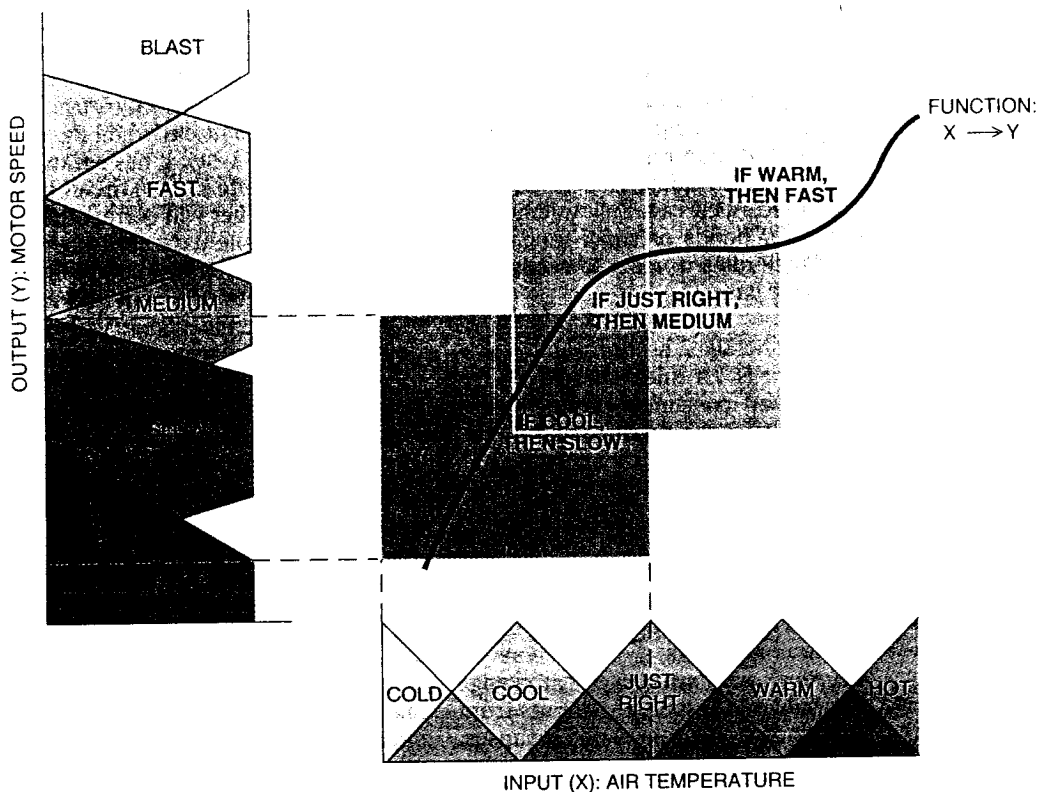 BLAST
FUNCTION:
X ⟶ Y
IF WARM,
THEN FAST
FAST
IF JUST RIGHT,
THEN MEDIUM
MEDIUM
IF COOL,
THEN SLOW
OUTPUT (Y): MOTOR SPEED
COLD
COOL
JUST
RIGHT
WARM
HOT
INPUT (X): AIR TEMPERATURE